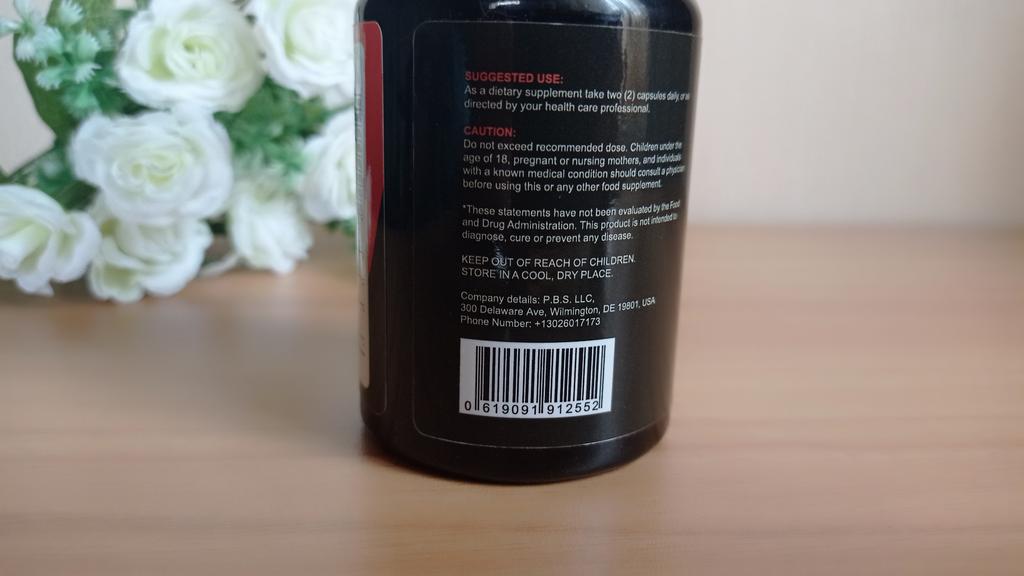 SUGGESTED USE:
As a dietary supplement take two (2) capsules daily, or as
directed by your health care professional.
CAUTION:
Do not exceed recommended dose. Children under the
age of 18, pregnant or nursing mothers, and individuals
with a known medical condition should consult a physician
before using this or any other food supplement.
*These statements have not been evaluated by the Food
and Drug Administration. This product is not intended to
diagnose, cure or prevent any disease.
KEEP OUT OF REACH OF CHILDREN.
STORE IN A COOL, DRY PLACE.
Company details: P.B.S. LLC,
300 Delaware Ave, Wilmington, DE 19801, USA
Phone Number: +13026017173
0 619091 912552